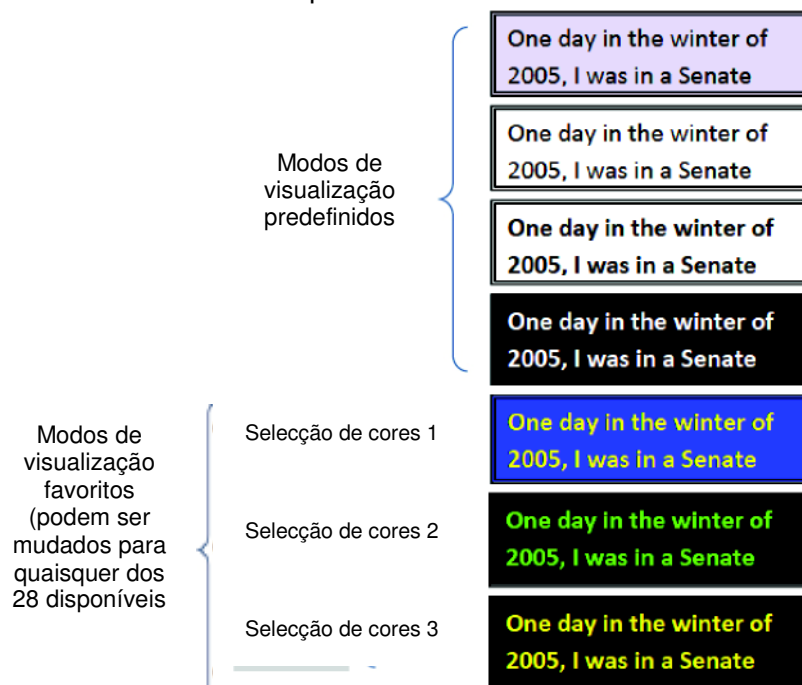 One day in the winter of
2005, I was in a Senate
One day in the winter of
2005, I was in a Senate
Modos de
visualização
predefinidos
One day in the winter of
2005, I was in a Senate
One day in the winter of
2005, I was in a Senate
Modos de
visualização
favoritos
(podem ser
mudados para
quaisquer dos
28 disponíveis
Selecção de cores 1
One day in the winter of
2005, I was in a Senate
Selecção de cores 2
One day in the winter of
2005, I was in a Senate
Selecção de cores 3
One day in the winter of
2005, I was in a Senate